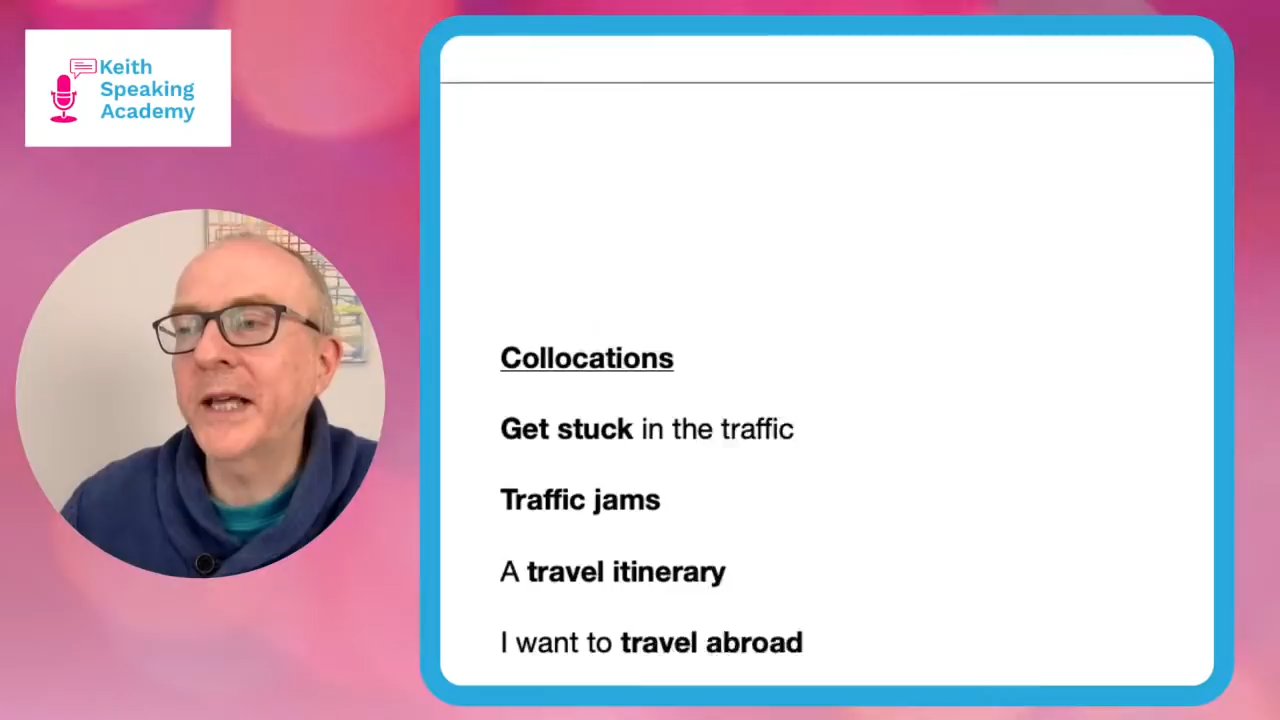 Keith
Speaking
Academy
Collocations
Get stuck in the traffic
Traffic jams
A travel itinerary
I want to travel abroad